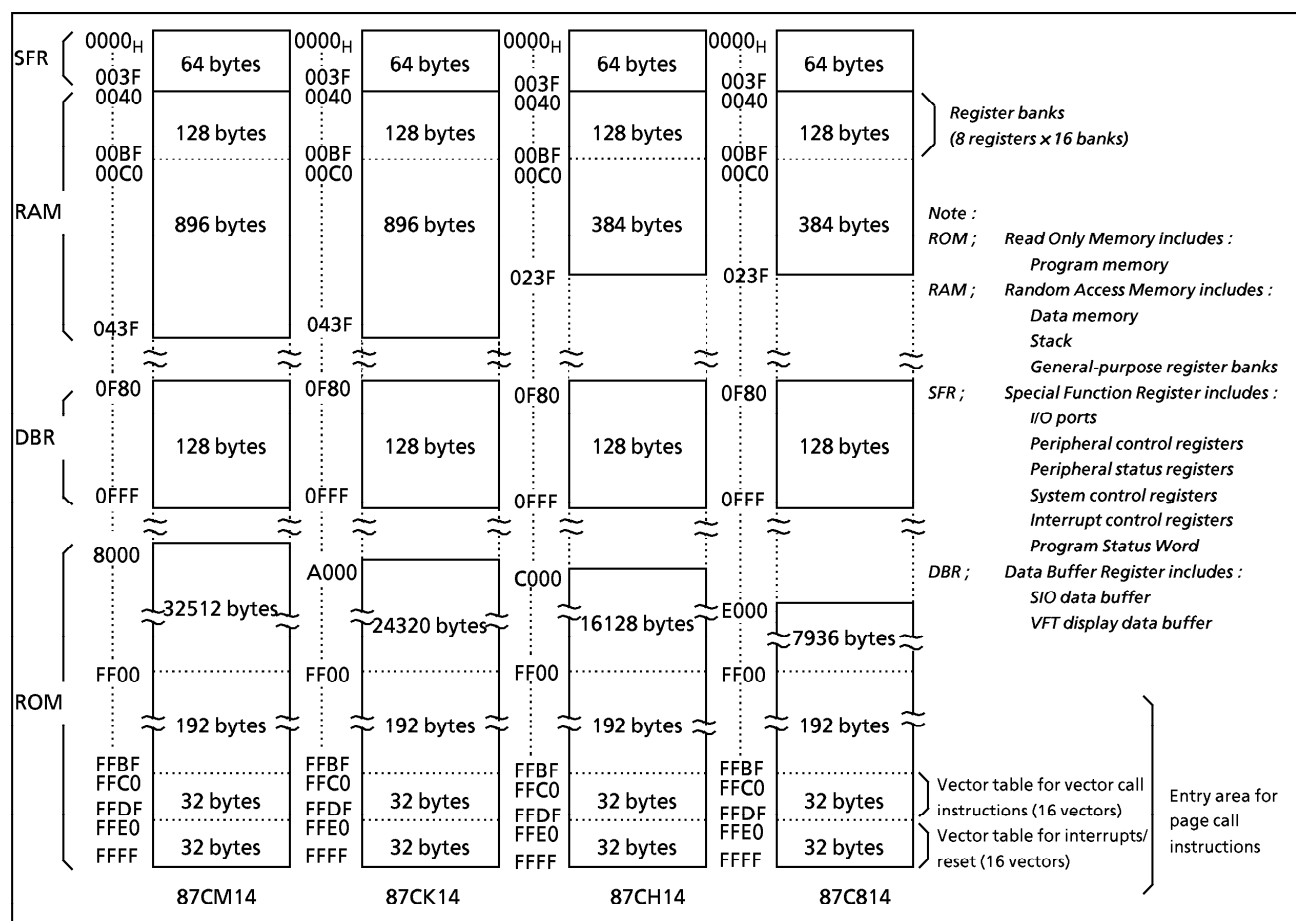 SFR
RAM
DBR
ROM
0000H
003F
0040
00BF
00C0
043F
0F80
0FFF
8000
FF00
FFBF
FFC0
FFDF
FFE0
FFFF
64 bytes
128 bytes
896 bytes
128 bytes
32512 bytes
192 bytes
32 bytes
32 bytes
87CM14
0000H
003F
0040
00BF
00C0
043F
0F80
0FFF
A000
FF00
FFBF
FFC0
FFDF
FFE0
FFFF
64 bytes
128 bytes
896 bytes
128 bytes
24320 bytes
192 bytes
32 bytes
32 bytes
87CK14
0000H
003F
0040
00BF
00C0
023F
0F80
0FFF
C000
FF00
FFBF
FFC0
FFDF
FFE0
FFFF
64 bytes
128 bytes
384 bytes
128 bytes
16128 bytes
192 bytes
32 bytes
32 bytes
87CH14
0000H
003F
0040
00BF
00C0
023F
0F80
0FFF
E000
FF00
FFBF
FFC0
FFDF
FFE0
FFFF
64 bytes
128 bytes
384 bytes
128 bytes
7936 bytes
192 bytes
32 bytes
32 bytes
87C814
Register banks
(8 registers × 16 banks)
Note :
ROM ; Read Only Memory includes :
Program memory
RAM ; Random Access Memory includes :
Data memory
Stack
General-purpose register banks
SFR ; Special Function Register includes :
I/O ports
Peripheral control registers
Peripheral status registers
System control registers
Interrupt control registers
Program Status Word
DBR ; Data Buffer Register includes :
SIO data buffer
VFT display data buffer
Vector table for vector call
instructions (16 vectors)
Vector table for interrupts/
reset (16 vectors)
Entry area for
page call
instructions